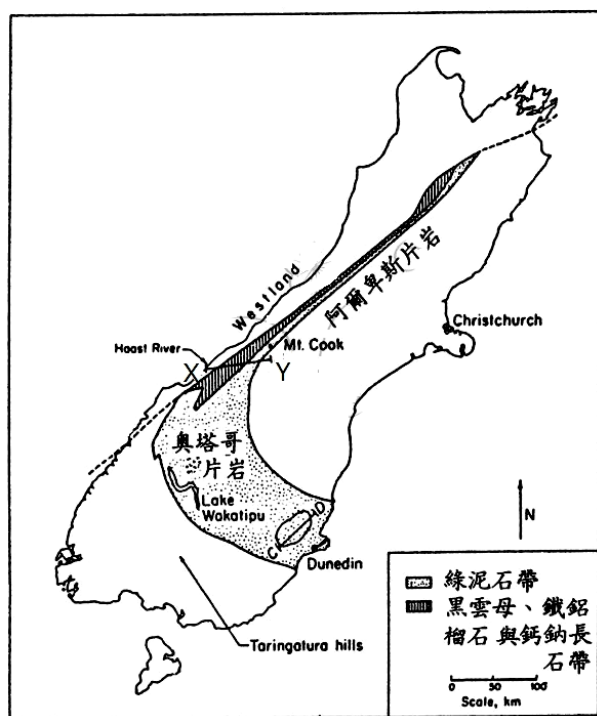 Westland
阿爾卑斯片岩
Christchurch
Haast River
Mt. Cook
X
Y
奧塔哥
片岩
Lake
Wakatipu
D
C
Dunedin
Taringatura hills
N
綠泥石帶
黑雲母、鐵鋁
榴石與鈣鈉長
石帶
0 50 100
Scale, km